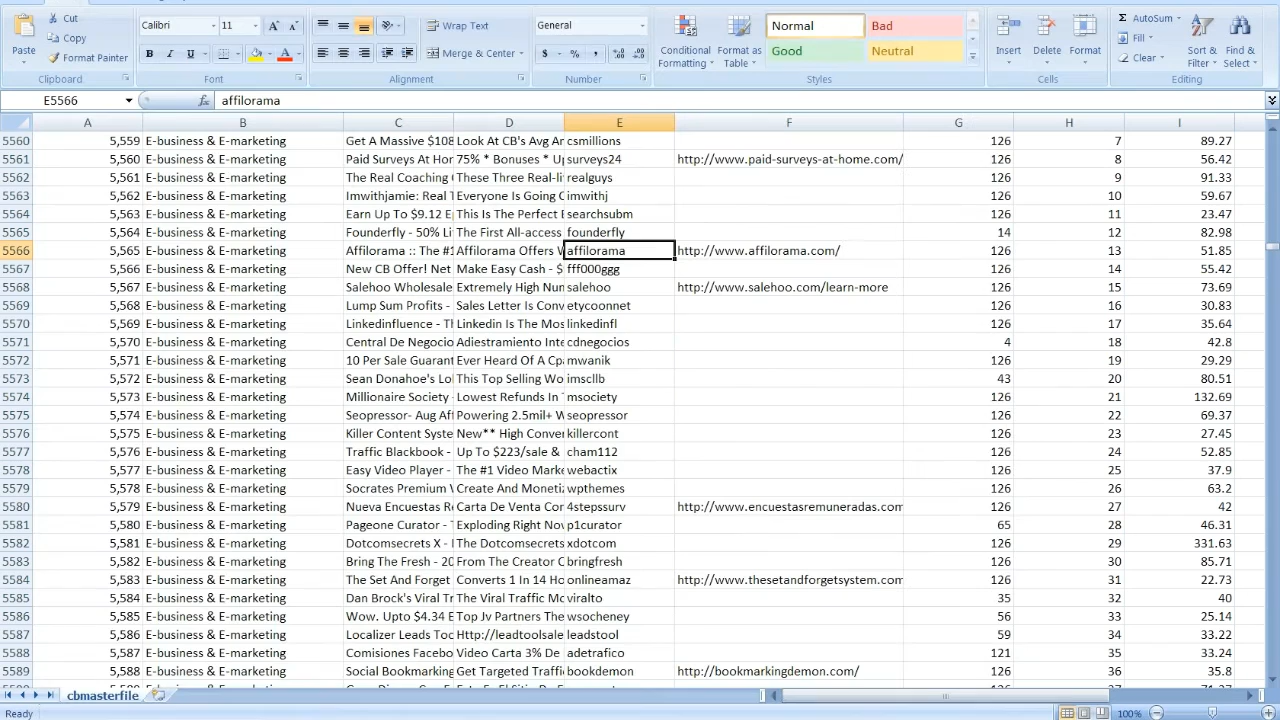 Cut
Copy
Format Painter
Paste
Clipboard
Calibri 11 A A
B I U A
Font
Wrap Text
Merge & Center
Alignment
General
$ % ,
Number
Conditional Formatting
Format as Table
Normal Bad
Good Neutral
Styles
Insert Delete Format
Cells
Σ AutoSum
Fill
Clear
Sort & Filter
Find & Select
Editing
E5566 fx affilorama
A B C D E F G H I
5560 5,559 E-business & E-marketing Get A Massive $108 Look At CB's Avg An csmillions 126 7 89.27
5561 5,560 E-business & E-marketing Paid Surveys At Hom 75% * Bonuses * Up surveys24 http://www.paid-surveys-at-home.com/ 126 8 56.42
5562 5,561 E-business & E-marketing The Real Coaching These Three Real-li realguys 126 9 91.33
5563 5,562 E-business & E-marketing Imwithjamie: Real T Everyone Is Going imwithj 126 10 59.67
5564 5,563 E-business & E-marketing Earn Up To $9.12 E This Is The Perfect searchsubm 126 11 23.47
5565 5,564 E-business & E-marketing Founderfly - 50% Li The First All-access founderfly 14 12 82.98
5566 5,565 E-business & E-marketing Affilorama :: The #1 Affilorama Offers affilorama http://www.affilorama.com/ 126 13 51.85
5567 5,566 E-business & E-marketing New CB Offer! Net Make Easy Cash - $ fff000ggg 126 14 55.42
5568 5,567 E-business & E-marketing Salehoo Wholesale Extremely High Nun salehoo http://www.salehoo.com/learn-more 126 15 73.69
5569 5,568 E-business & E-marketing Lump Sum Profits - Sales Letter Is Conv etycoonnet 126 16 30.83
5570 5,569 E-business & E-marketing Linkedinfluence - Th Linkedin Is The Mos linkedinfl 126 17 35.64
5571 5,570 E-business & E-marketing Central De Negocio Adiestramiento Inte cdnegocios 4 18 42.8
5572 5,571 E-business & E-marketing 10 Per Sale Guarant Ever Heard Of A Cpa mwanik 126 19 29.29
5573 5,572 E-business & E-marketing Sean Donahoe's Lo This Top Selling Wo imscllb 43 20 80.51
5574 5,573 E-business & E-marketing Millionaire Society - Lowest Refunds In msociety 126 21 132.69
5575 5,574 E-business & E-marketing Seopressor- Aug Aff Powering 2.5mil+ W seopressor 126 22 69.37
5576 5,575 E-business & E-marketing Killer Content Syste New** High Conver killercont 126 23 27.45
5577 5,576 E-business & E-marketing Traffic Blackbook - Up To $223/sale & cham112 126 24 52.85
5578 5,577 E-business & E-marketing Easy Video Player - The #1 Video Marke webactix 126 25 37.9
5579 5,578 E-business & E-marketing Socrates Premium Create And Monetiz wpthemes 126 26 63.2
5580 5,579 E-business & E-marketing Nueva Encuestas Re Carta De Venta Con 4stepssurv http://www.encuestasremuneradas.com 126 27 42
5581 5,580 E-business & E-marketing Pageone Curator - Exploding Right Nov p1curator 65 28 46.31
5582 5,581 E-business & E-marketing Dotcomsecrets X - The Dotcomsecrets xdotcom 126 29 331.63
5583 5,582 E-business & E-marketing Bring The Fresh - 20 From The Creator bringfresh 126 30 85.71
5584 5,583 E-business & E-marketing The Set And Forget Converts 1 In 14 Ho onlineamaz http://www.thesetandforgetsystem.com 126 31 22.73
5585 5,584 E-business & E-marketing Dan Brock's Viral Tr The Viral Traffic Mo viralto 35 32 40
5586 5,585 E-business & E-marketing Wow. Upto $4.34 E Top Jv Partners The wsocheney 56 33 25.14
5587 5,586 E-business & E-marketing Localizer Leads Too Http://leadtoolsale leadstool 59 34 33.22
5588 5,587 E-business & E-marketing Comisiones Facebo Video Carta 3% De adetrafico 121 35 33.24
5589 5,588 E-business & E-marketing Social Bookmarking Get Targeted Traffi bookdemon http://bookmarkingdemon.com/ 126 36 35.8
cbmasterfile
Ready 100%